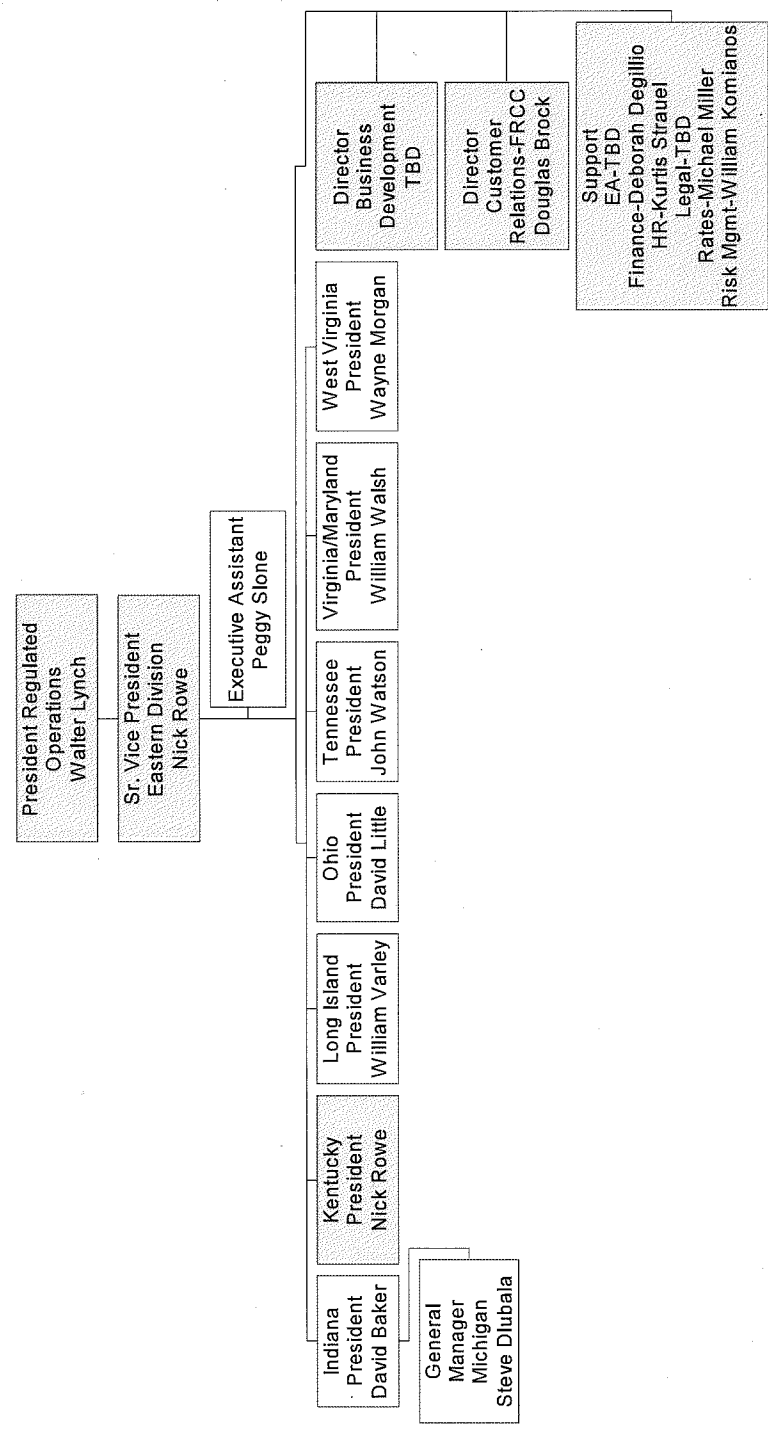 President Regulated
Operations
Walter Lynch
Sr. Vice President
Eastern Division
Nick Rowe
Executive Assistant
Peggy Slone
Indiana
President
David Baker
Kentucky
President
Nick Rowe
Long Island
President
William Varley
Ohio
President
David Little
Tennessee
President
John Watson
Virginia/Maryland
President
William Walsh
West Virginia
President
Wayne Morgan
General
Manager
Michigan
Steve Dlubala
Director
Business
Development
TBD
Director
Customer
Relations-FRCC
Douglas Brock
Support
EA-TBD
Finance-Deborah Degillio
HR-Kurtis Strauel
Legal-TBD
Rates-Michael Miller
Risk Mgmt-William Komianos